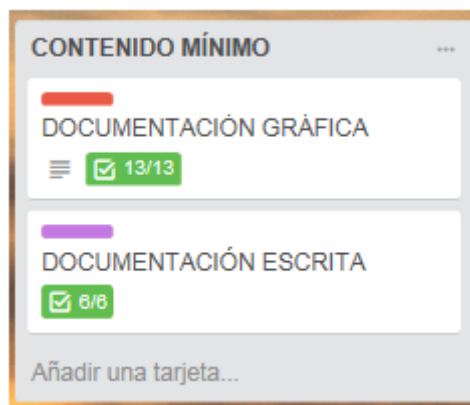 CONTENIDO MÍNIMO
DOCUMENTACIÓN GRÁFICA
13/13
DOCUMENTACIÓN ESCRITA
6/6
Añadir una tarjeta...